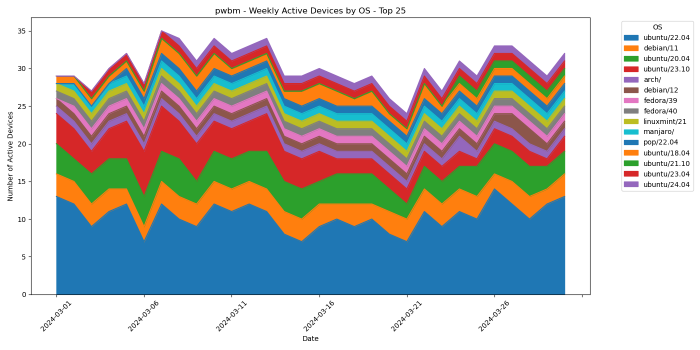 pwbm - Weekly Active Devices by OS - Top 25
35
30
25
20
15
10
5
0
Number of Active Devices
2024-03-01
2024-03-06
2024-03-11
2024-03-16
2024-03-21
2024-03-26
Date
OS
ubuntu/22.04
debian/11
ubuntu/20.04
ubuntu/23.10
arch/
debian/12
fedora/39
fedora/40
linuxmint/21
manjaro/
pop/22.04
ubuntu/18.04
ubuntu/21.10
ubuntu/23.04
ubuntu/24.04